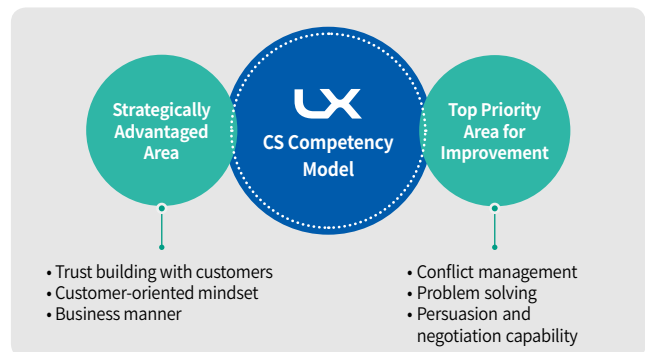 Strategically
Advantaged
Area
LX
CS Competency
Model
Top Priority
Area for
Improvement
• Trust building with customers
• Customer-oriented mindset
• Business manner
• Conflict management
• Problem solving
• Persuasion and
negotiation capability